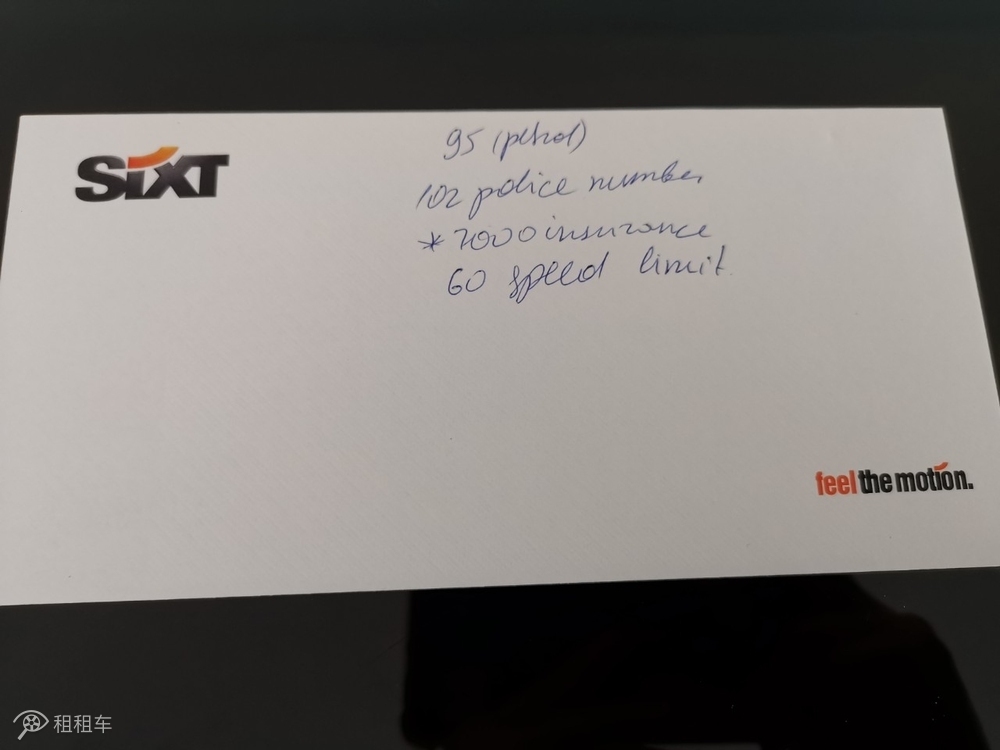 SIXT
95 (petrol)
102 police number
*7000 insurance
60 speed limit.
feel the motion.
租租车